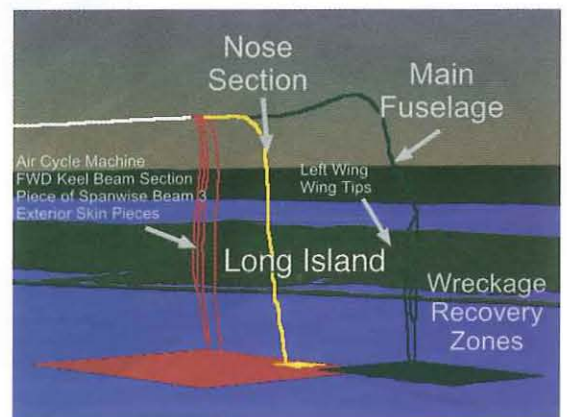 Nose
Section
Main
Fuselage
Air Cycle Machine
FWD Keel Beam Section
Piece of Spanwise Beam 3
Exterior Skin Pieces
Left Wing
Wing Tips
Long Island
Wreckage
Recovery
Zones